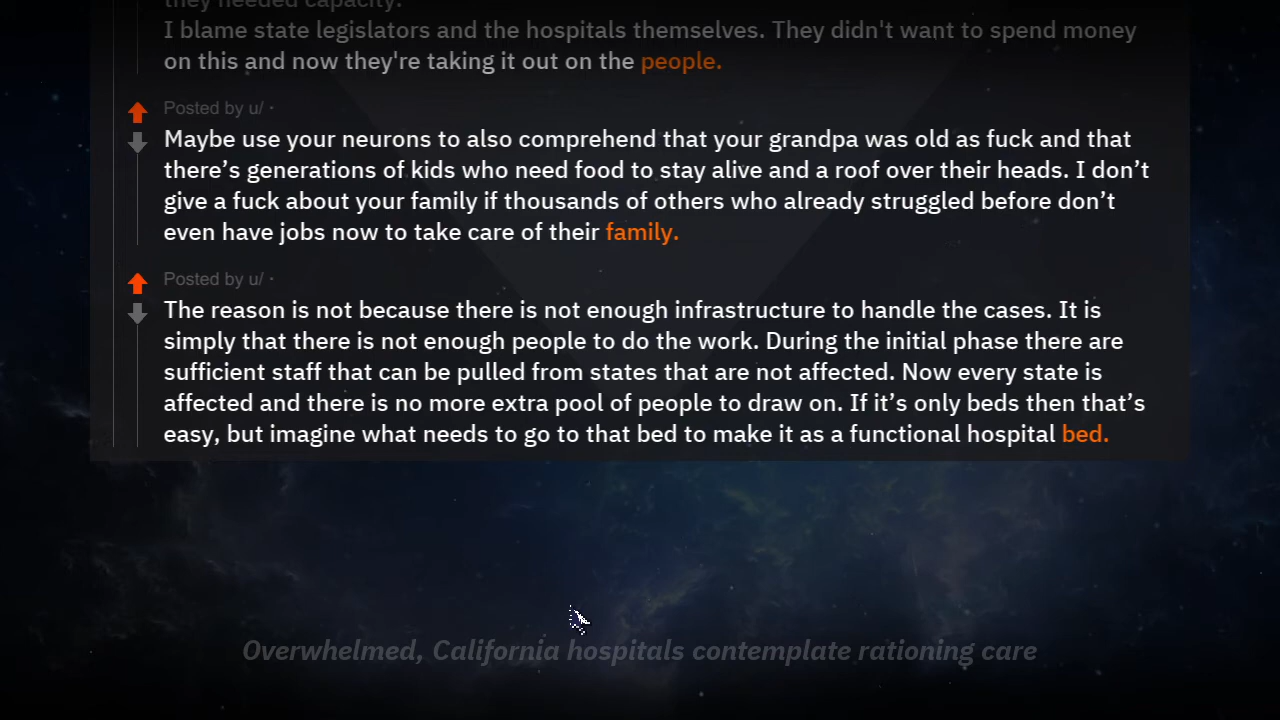 they needed capacity.
I blame state legislators and the hospitals themselves. They didn't want to spend money
on this and now they're taking it out on the people.
Posted by u/ ·
Maybe use your neurons to also comprehend that your grandpa was old as fuck and that
there’s generations of kids who need food to stay alive and a roof over their heads. I don’t
give a fuck about your family if thousands of others who already struggled before don’t
even have jobs now to take care of their family.
Posted by u/ ·
The reason is not because there is not enough infrastructure to handle the cases. It is
simply that there is not enough people to do the work. During the initial phase there are
sufficient staff that can be pulled from states that are not affected. Now every state is
affected and there is no more extra pool of people to draw on. If it’s only beds then that’s
easy, but imagine what needs to go to that bed to make it as a functional hospital bed.
Overwhelmed, California hospitals contemplate rationing care